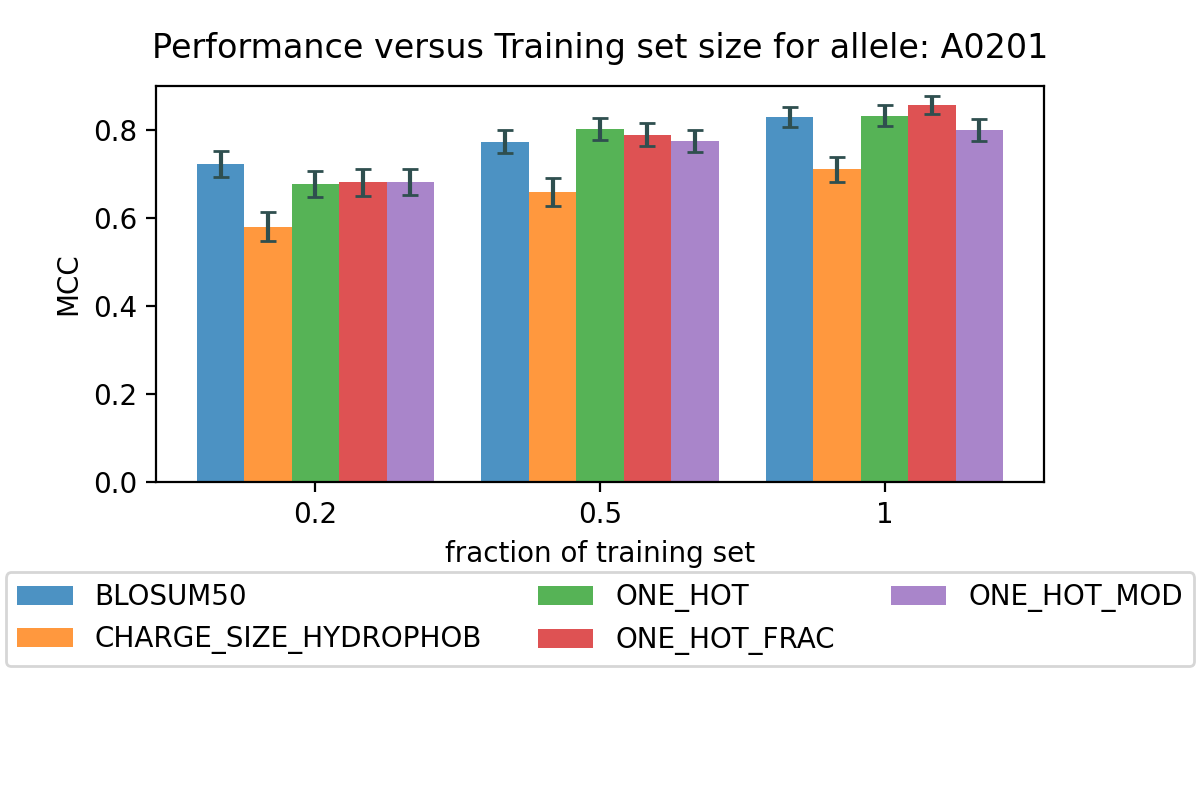 Performance versus Training set size for allele: A0201
MCC
0.8
0.6
0.4
0.2
0.0
0.2 0.5 1
fraction of training set
BLOSUM50 ONE_HOT ONE_HOT_MOD
CHARGE_SIZE_HYDROPHOB ONE_HOT_FRAC